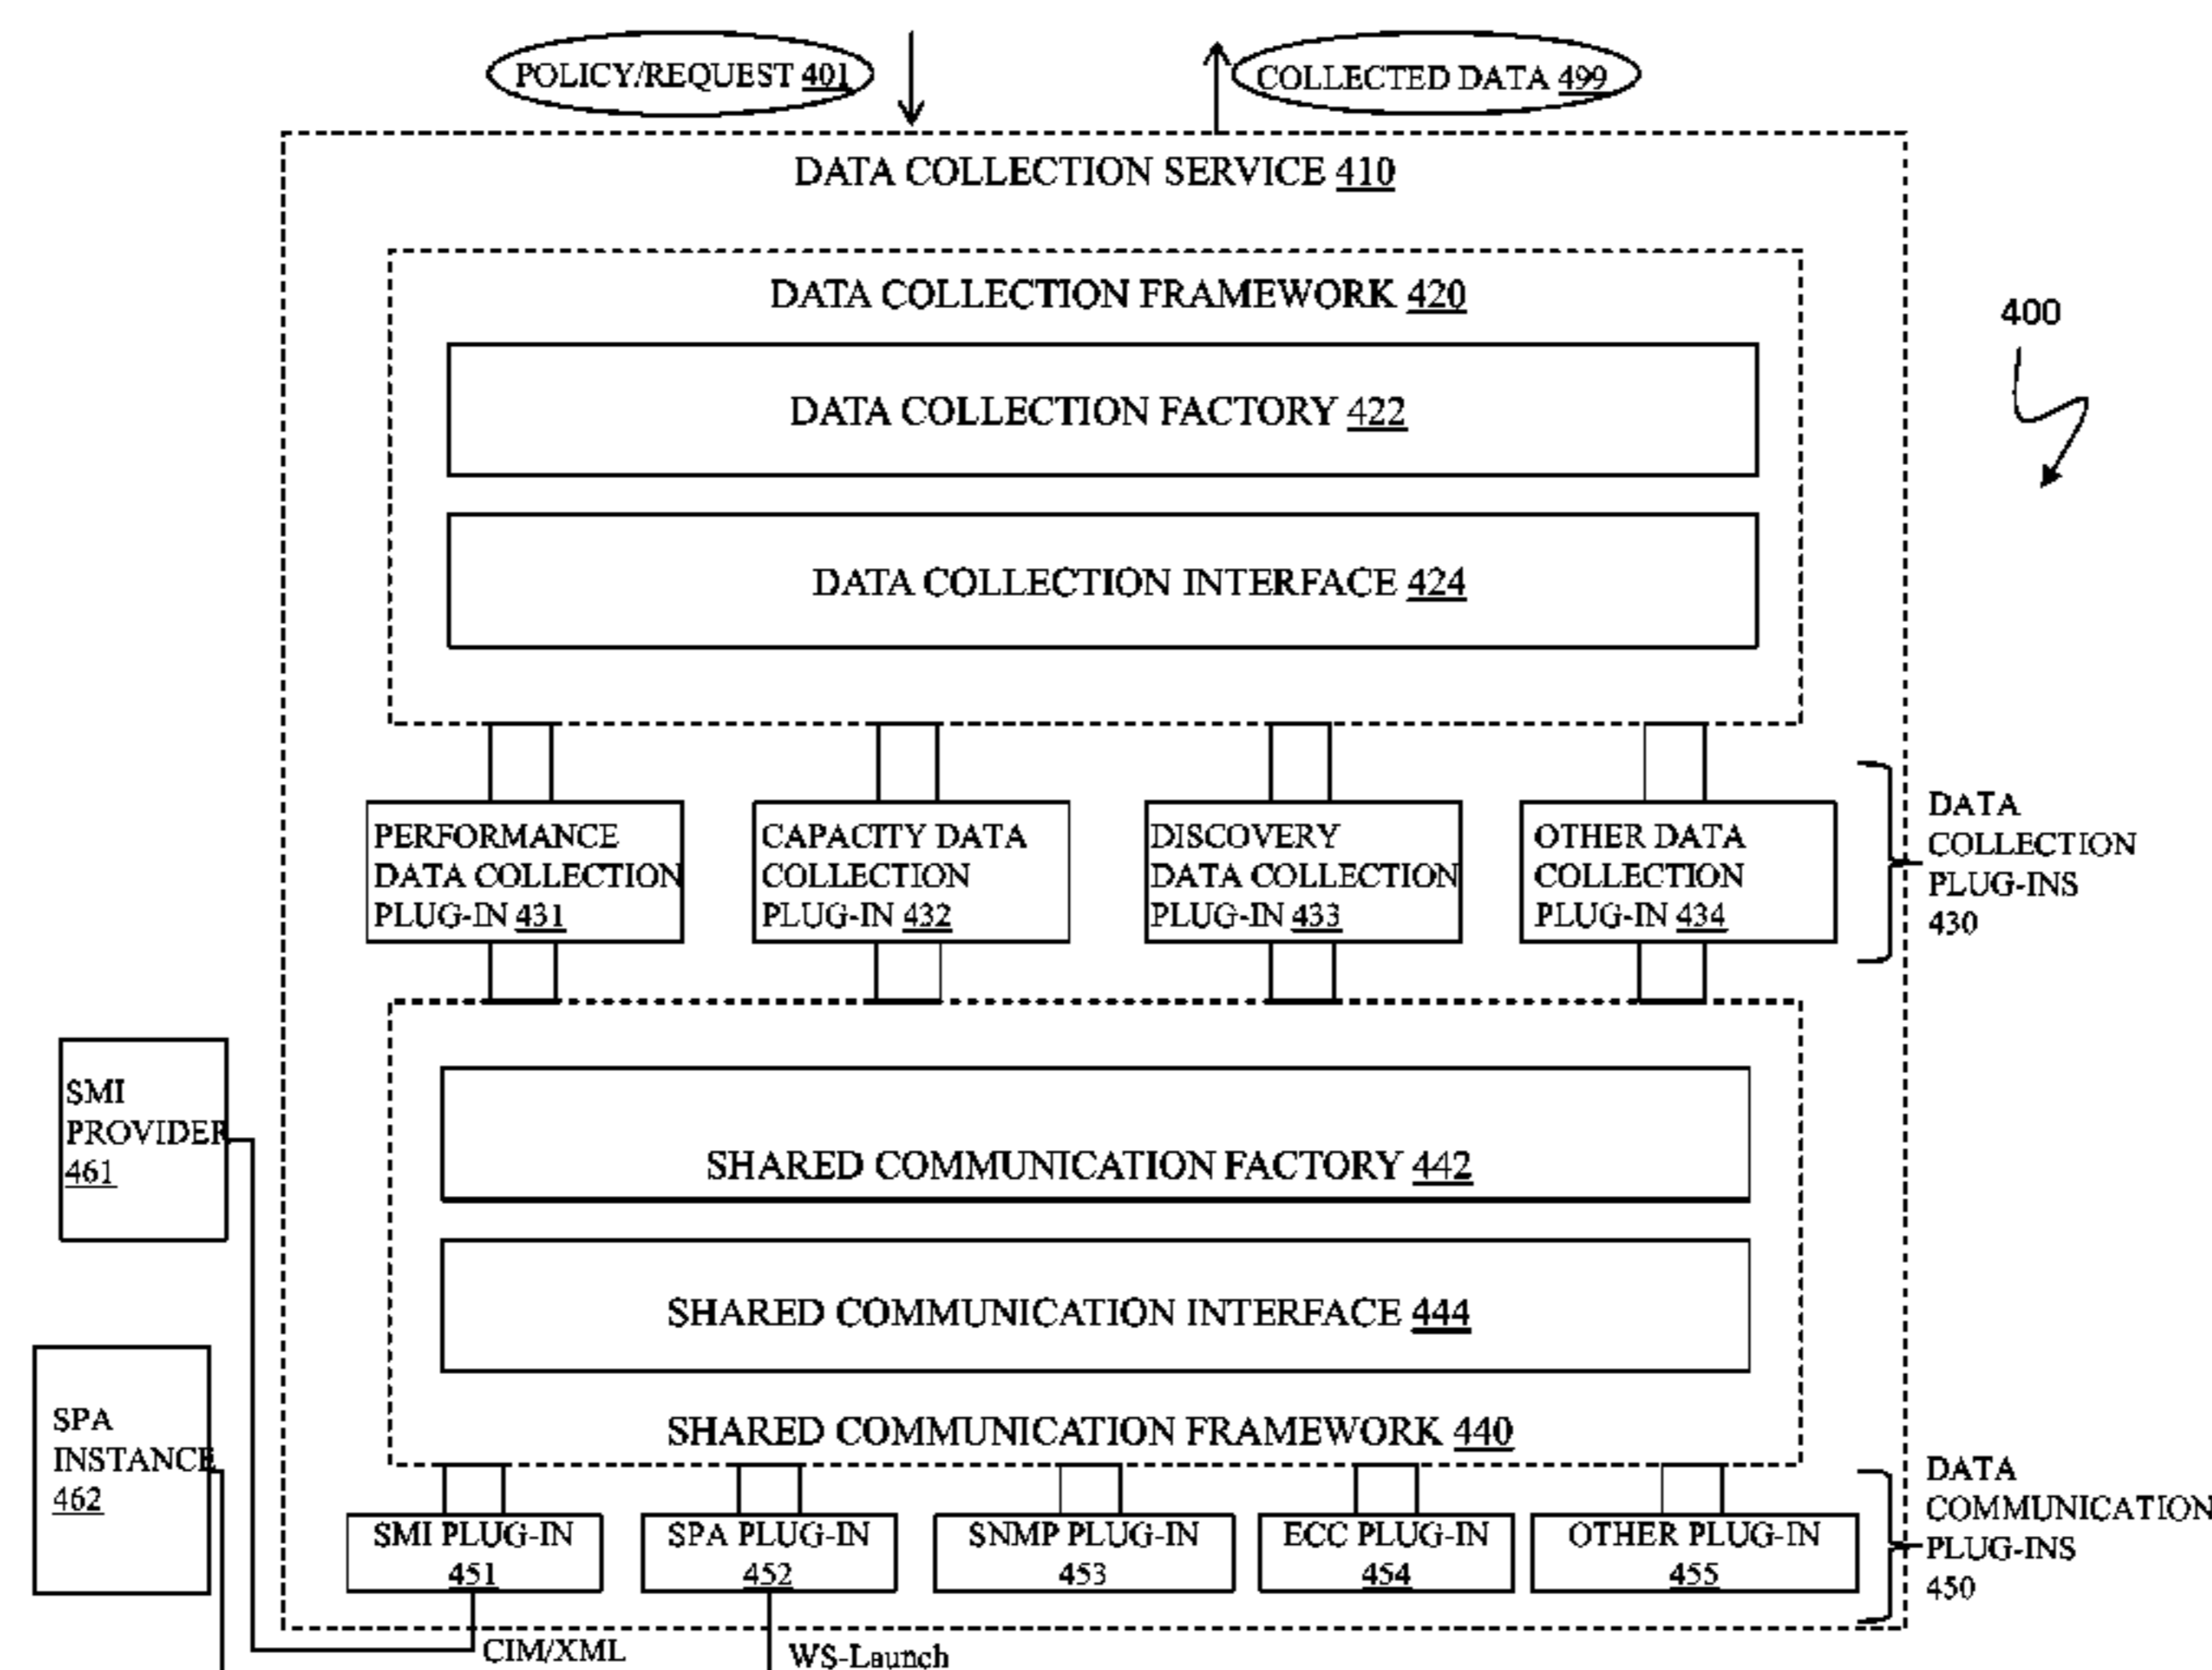 POLICY/REQUEST 401
COLLECTED DATA 499
DATA COLLECTION SERVICE 410
DATA COLLECTION FRAMEWORK 420
400
DATA COLLECTION FACTORY 422
DATA COLLECTION INTERFACE 424
PERFORMANCE
DATA COLLECTION
PLUG-IN 431
CAPACITY DATA
COLLECTION
PLUG-IN 432
DISCOVERY
DATA COLLECTION
PLUG-IN 433
OTHER DATA
COLLECTION
PLUG-IN 434
DATA
COLLECTION
PLUG-INS
430
SMI
PROVIDER
461
SHARED COMMUNICATION FACTORY 442
SHARED COMMUNICATION INTERFACE 444
SPA
INSTANCE
462
SHARED COMMUNICATION FRAMEWORK 440
SMI PLUG-IN
451
SPA PLUG-IN
452
SNMP PLUG-IN
453
ECC PLUG-IN
454
OTHER PLUG-IN
455
DATA
COMMUNICATION
PLUG-INS
450
CIM/XML
WS-Launch